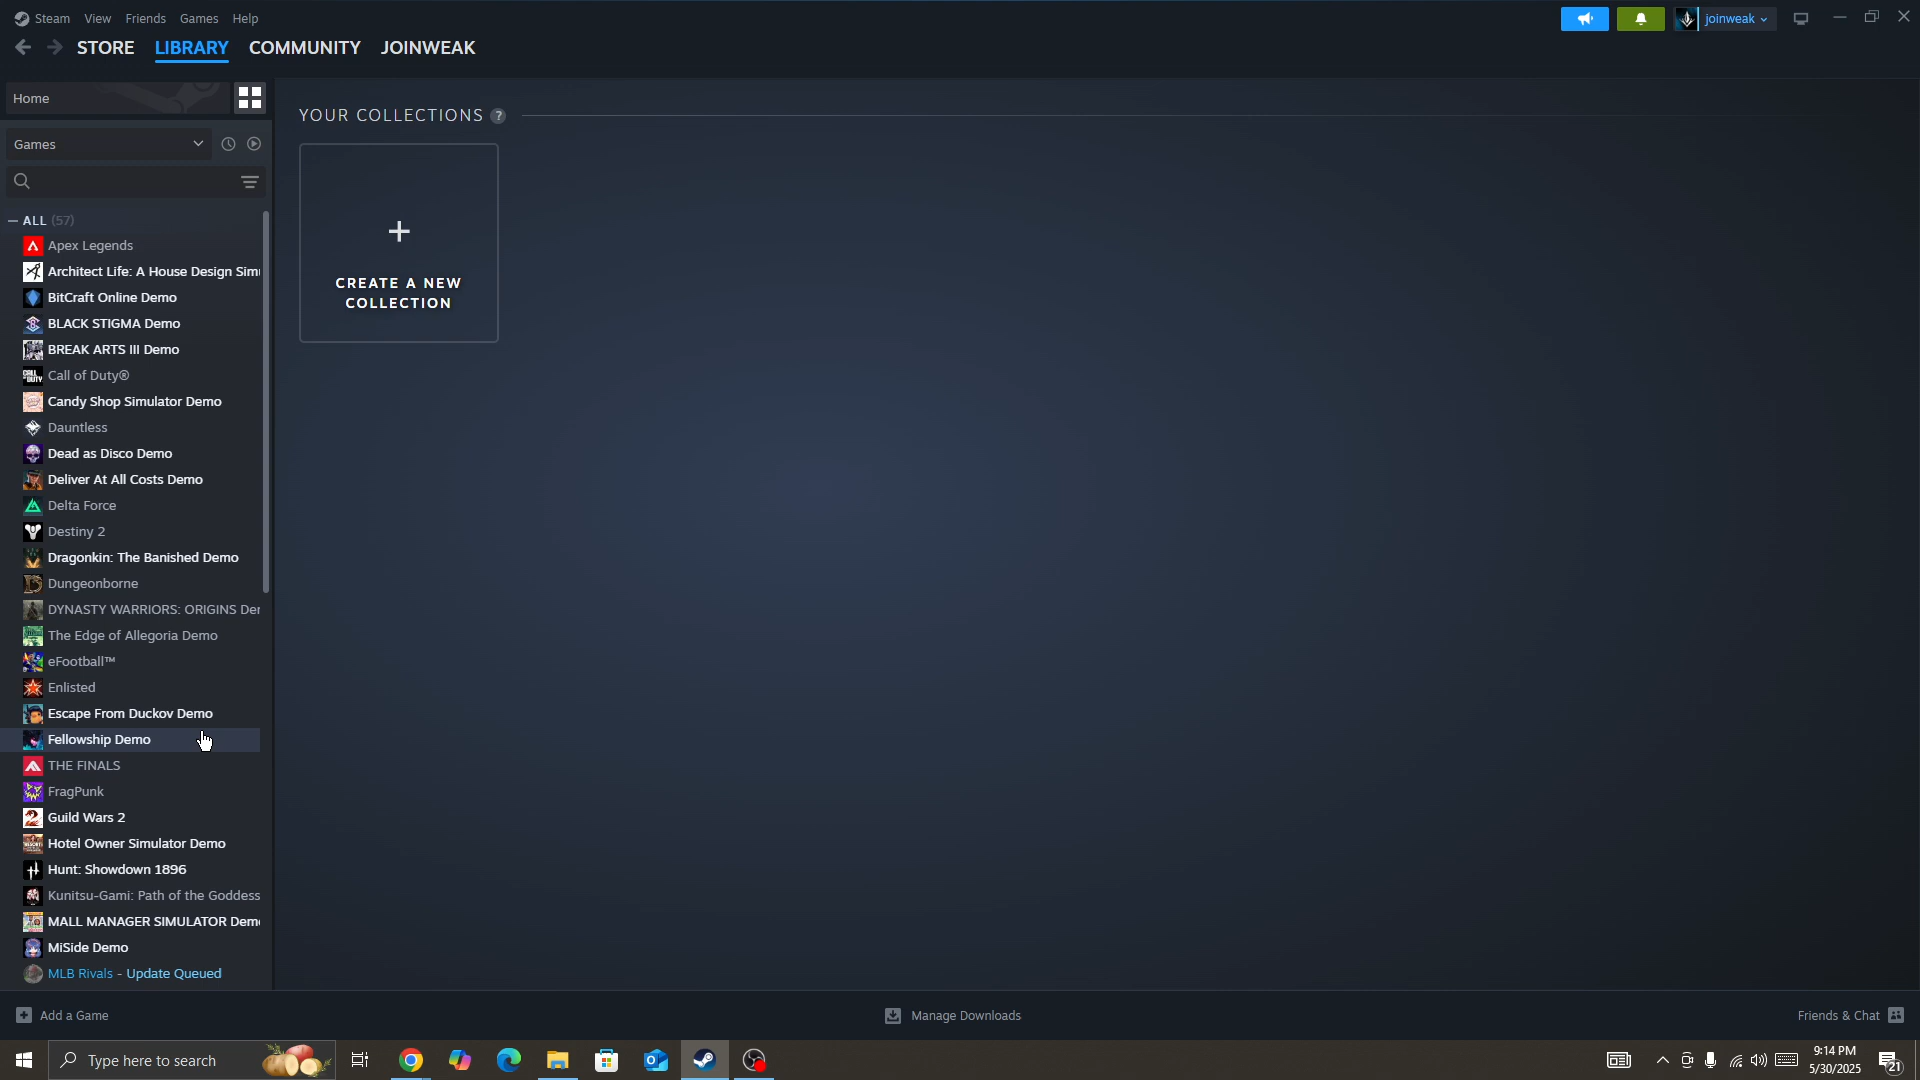 Steam View Friends Games Help
joinweak
STORE LIBRARY COMMUNITY JOINWEAK
Home
YOUR COLLECTIONS ?
Games
CREATE A NEW
COLLECTION
ALL (57)
Apex Legends
Architect Life: A House Design Sim
BitCraft Online Demo
BLACK STIGMA Demo
BREAK ARTS III Demo
Call of Duty®
Candy Shop Simulator Demo
Dauntless
Dead as Disco Demo
Deliver At All Costs Demo
Delta Force
Destiny 2
Dragonkin: The Banished Demo
Dungeonborne
DYNASTY WARRIORS: ORIGINS De
The Edge of Allegoria Demo
eFootball™
Enlisted
Escape From Duckov Demo
Fellowship Demo
THE FINALS
FragPunk
Guild Wars 2
Hotel Owner Simulator Demo
Hunt: Showdown 1896
Kunitsu-Gami: Path of the Goddess
MALL MANAGER SIMULATOR Dem
MiSide Demo
MLB Rivals - Update Queued
Add a Game
Manage Downloads
Friends & Chat
Type here to search
9:14 PM
5/30/2025
21